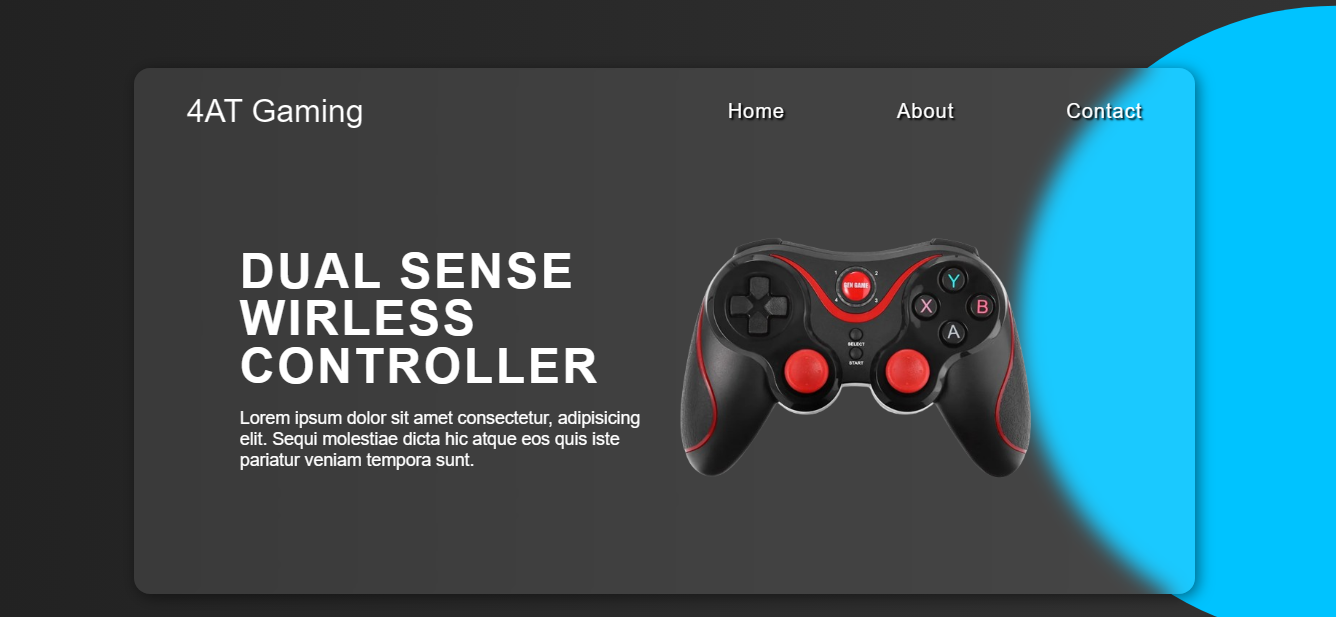 4AT Gaming
Home About Contact
DUAL SENSE
WIRLESS
CONTROLLER
Lorem ipsum dolor sit amet consectetur, adipisicing
elit. Sequi molestiae dicta hic atque eos quis iste
pariatur veniam tempora sunt.
1 2
GEN GAME
4 3
Y
X B
A
SELECT
START